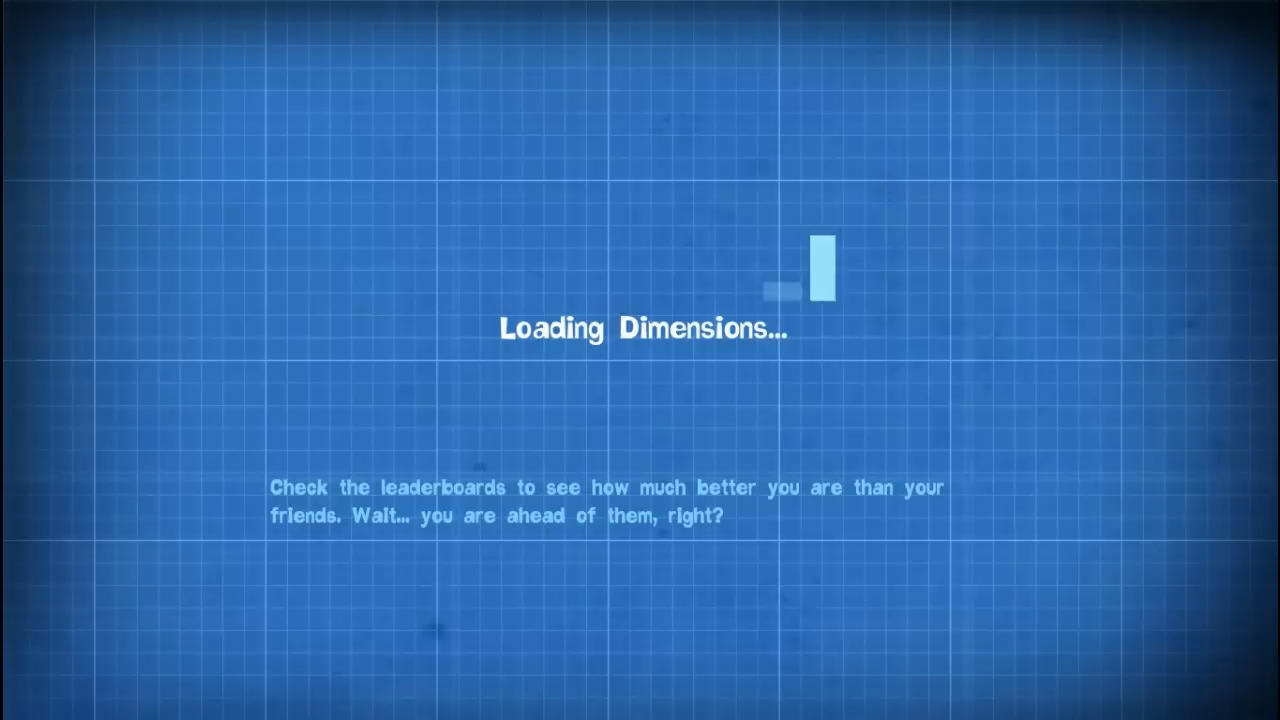 Loading Dimensions...
Check the leaderboards to see how much better you are than your
friends. Wait... you are ahead of them, right?